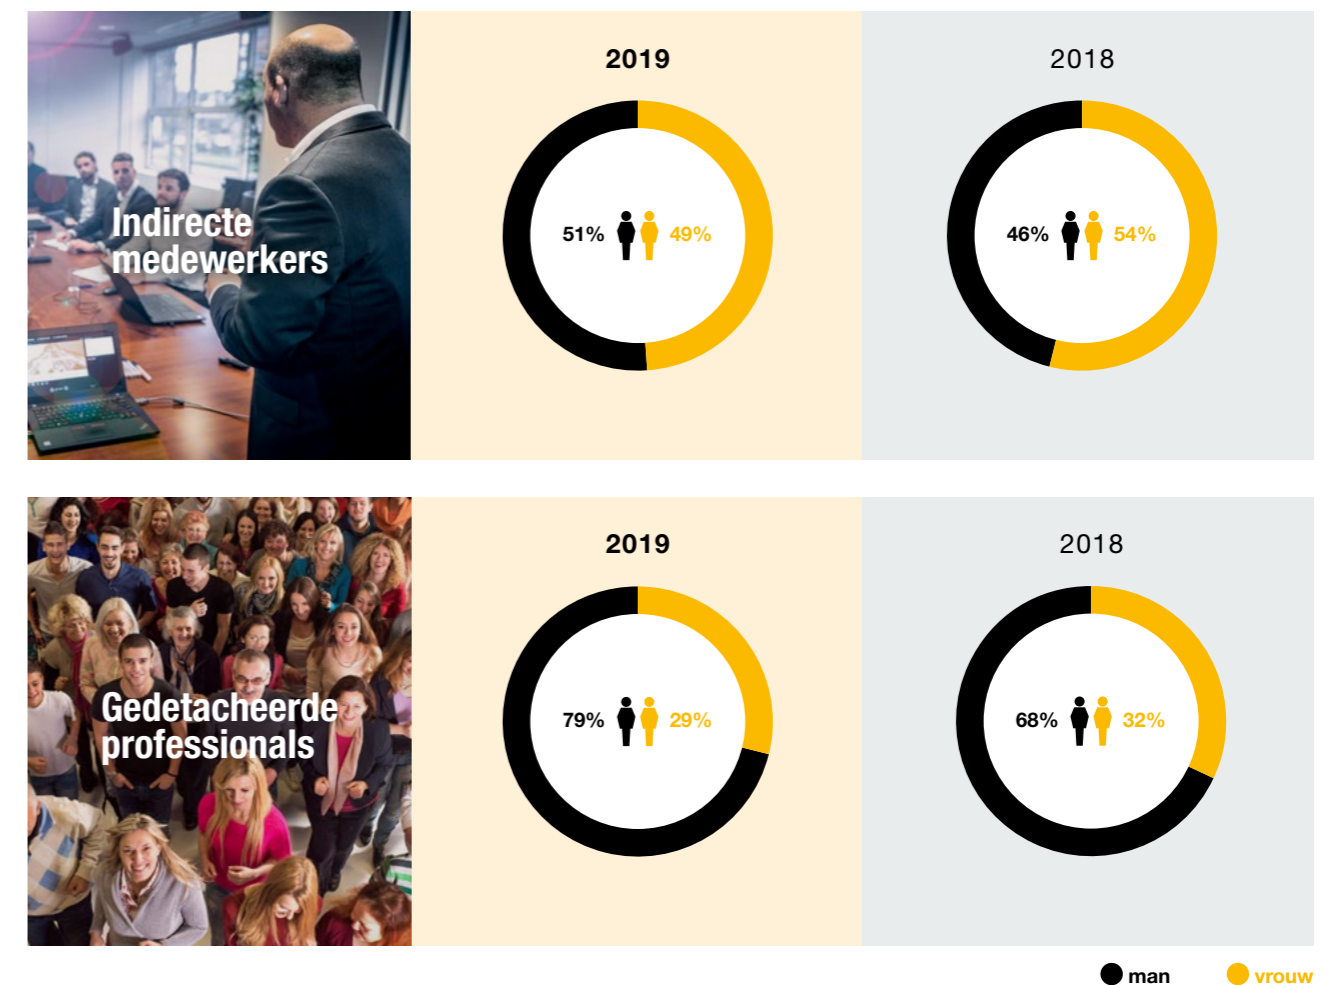 Indirecte
medewerkers
2019
51% 49%
2018
46% 54%
Gedetacheerde
professionals
2019
79% 29%
2018
68% 32%
man vrouw